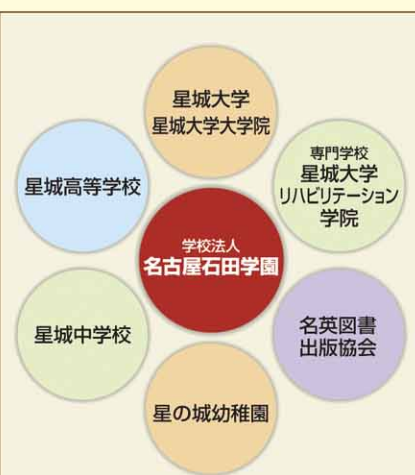 星城大学
星城大学大学院
専門学校
星城大学
リハビリテーション
学院
星城高等学校
学校法人
名古屋石田学園
星城中学校
名英図書
出版協会
星の城幼稚園